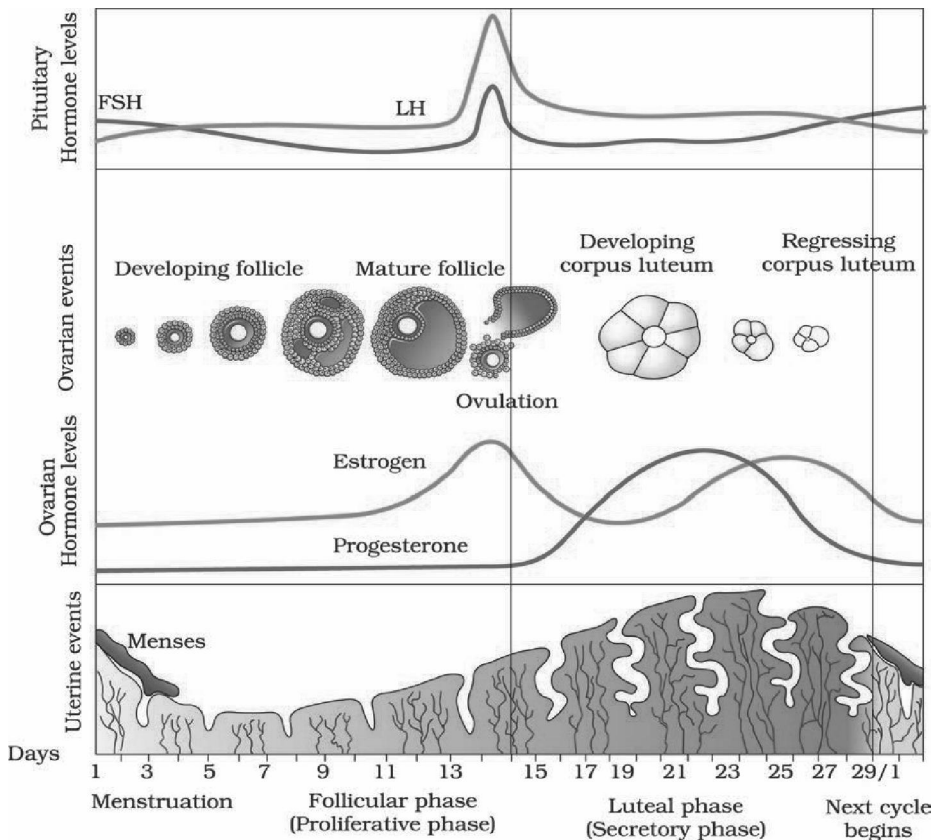 Pituitary
Hormone levels
FSH
LH
Ovarian events
Developing follicle
Mature follicle
Developing
corpus luteum
Regressing
corpus luteum
Ovulation
Ovarian
Hormone levels
Estrogen
Progesterone
Uterine events
Menses
Days
1 3 5 7 9 11 13 15 17 19 21 23 25 27 29/1
Menstruation
Follicular phase
(Proliferative phase)
Luteal phase
(Secretory phase)
Next cycle
begins